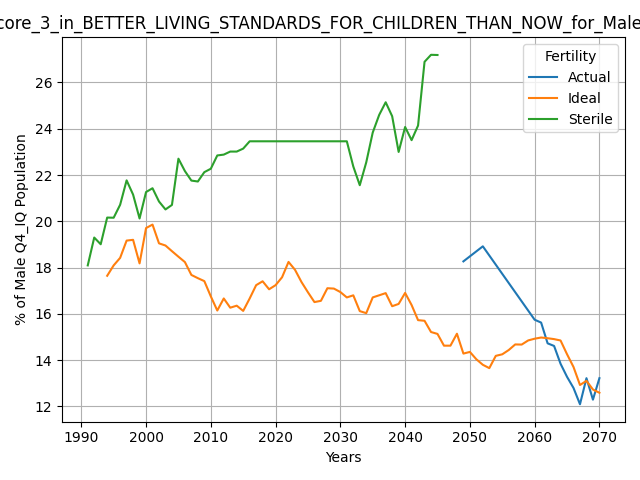 core_3_in_BETTER_LIVING_STANDARDS_FOR_CHILDREN_THAN_NOW_for_Male
Fertility
Actual
Ideal
Sterile
% of Male Q4_IQ Population
26
24
22
20
18
16
14
12
1990 2000 2010 2020 2030 2040 2050 2060 2070
Years